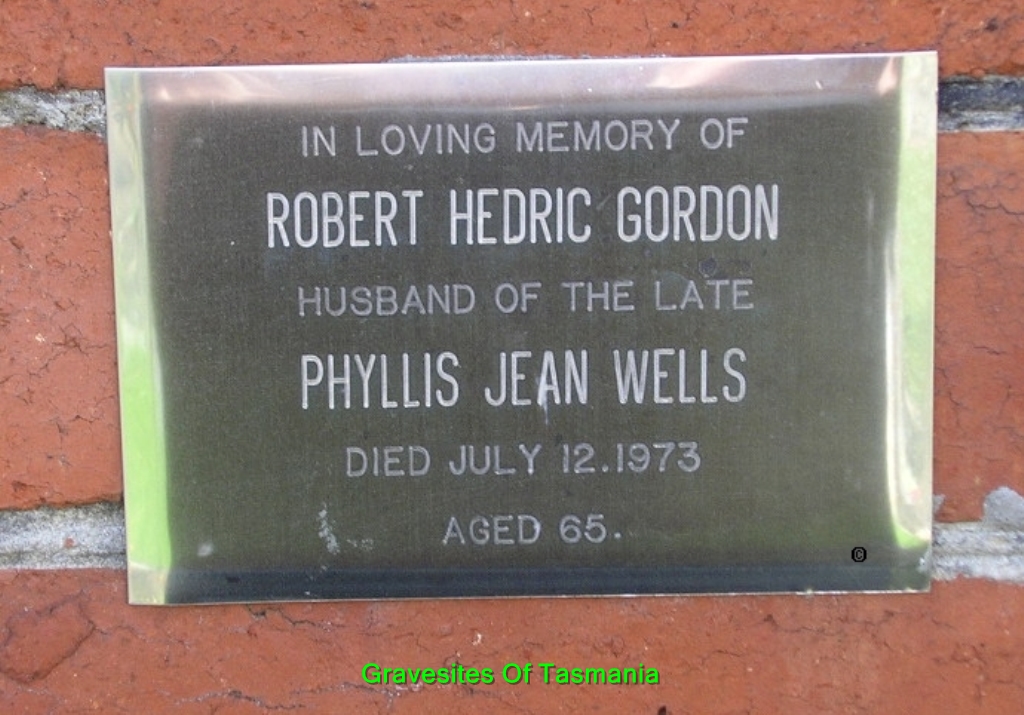 IN LOVING MEMORY OF
ROBERT HEDRIC GORDON
HUSBAND OF THE LATE
PHYLLIS JEAN WELLS
DIED JULY 12.1973
AGED 65.
©
Gravesites Of Tasmania